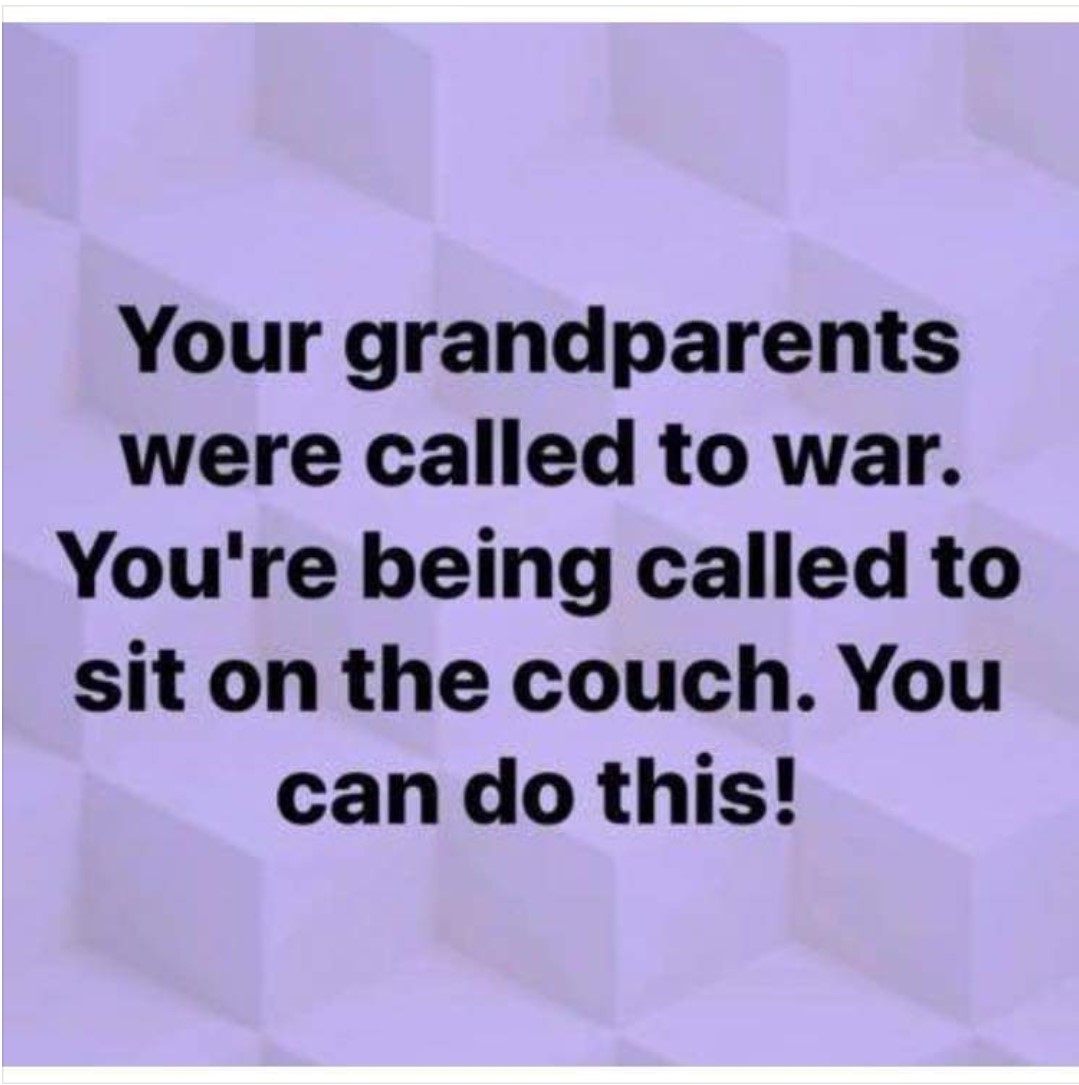 Your grandparents
were called to war.
You're being called to
sit on the couch. You
can do this!